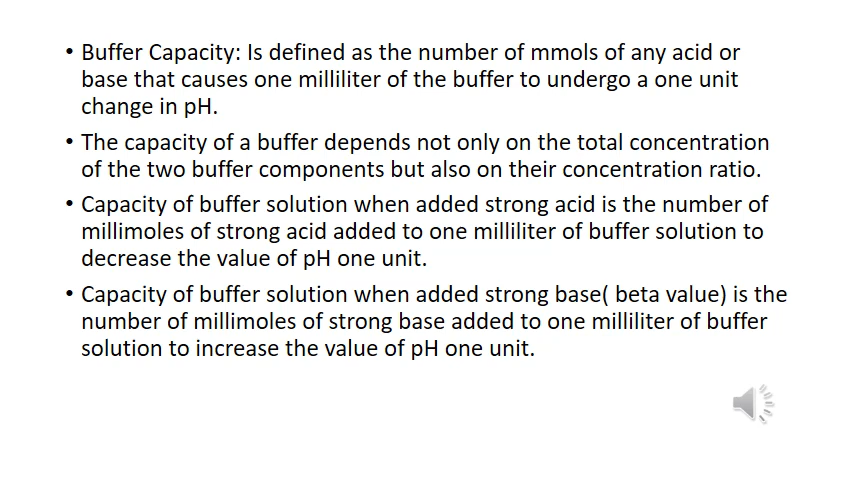 • Buffer Capacity: Is defined as the number of mmols of any acid or
base that causes one milliliter of the buffer to undergo a one unit
change in pH.
• The capacity of a buffer depends not only on the total concentration
of the two buffer components but also on their concentration ratio.
• Capacity of buffer solution when added strong acid is the number of
millimoles of strong acid added to one milliliter of buffer solution to
decrease the value of pH one unit.
• Capacity of buffer solution when added strong base( beta value) is the
number of millimoles of strong base added to one milliliter of buffer
solution to increase the value of pH one unit.